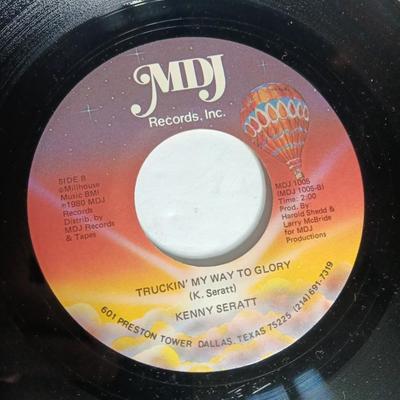 MDJ
Records, Inc.
SIDE B
©Millhouse
Music BMI
℗1980 MDJ
Records
Distrib. by
MDJ Records
& Tapes
MDJ 1005
(MDJ 1005-B)
Time: 2:00
Prod. By
Harold Shedd &
Larry McBride
for MDJ
Productions
TRUCKIN' MY WAY TO GLORY
(K. Seratt)
KENNY SERATT
601 PRESTON TOWER DALLAS, TEXAS 75225 (214) 691-7319